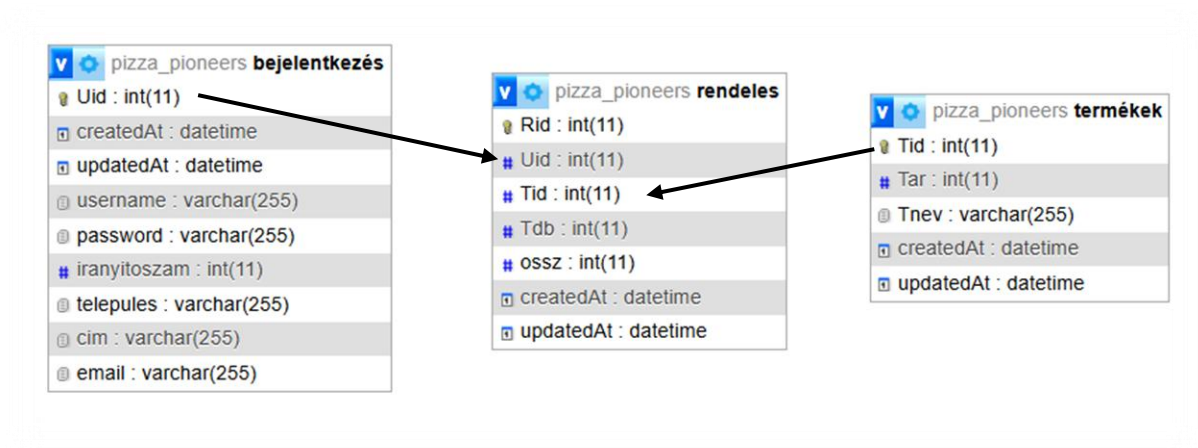 pizza_pioneers bejelentkezés
Uid : int(11)
createdAt : datetime
updatedAt : datetime
username : varchar(255)
password : varchar(255)
iranyitoszam : int(11)
telepules : varchar(255)
cim : varchar(255)
email : varchar(255)
pizza_pioneers rendeles
Rid : int(11)
Uid : int(11)
Tid : int(11)
Tdb : int(11)
ossz : int(11)
createdAt : datetime
updatedAt : datetime
pizza_pioneers termékek
Tid : int(11)
Tar : int(11)
Tnev : varchar(255)
createdAt : datetime
updatedAt : datetime